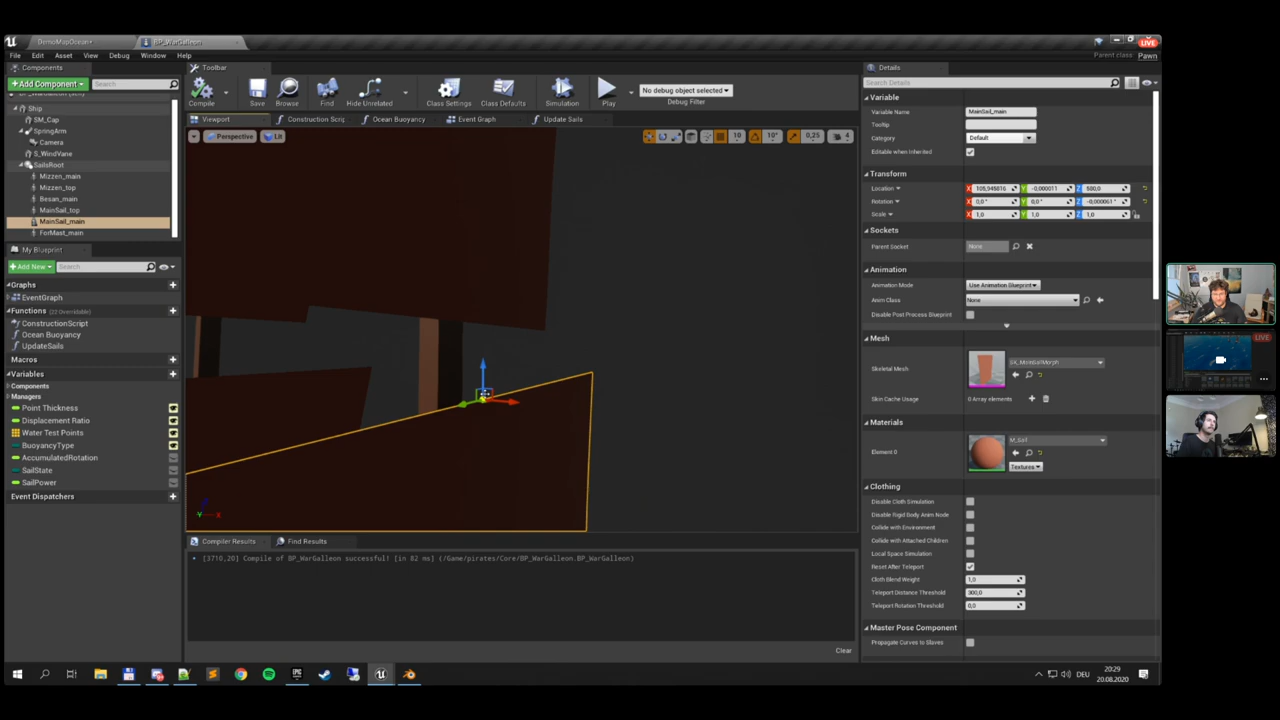 DemoMapOcean*
BP_WarGalleon
LIVE
File Edit Asset View Debug Window Help
Parent class: Pawn
Components
Add Component
Search
Ship
SM_Cap
SpringArm
Camera
S_WindVane
SailsRoot
Mizzen_main
Mizzen_top
Besan_main
MainSail_top
MainSail_main
ForMast_main
My Blueprint
Add New
Search
Graphs
EventGraph
Functions (22 Overridable)
ConstructionScript
Ocean Buoyancy
UpdateSails
Macros
Variables
Components
Managers
Point Thickness
Displacement Ratio
Water Test Points
BuoyancyType
AccumulatedRotation
SailState
SailPower
Event Dispatchers
Toolbar
Compile Save Browse Find Hide Unrelated Class Settings Class Defaults Simulation Play
No debug object selected
Debug Filter
Viewport Construction Scrip Ocean Buoyancy Event Graph Update Sails
Perspective Lit
10 10° 0,25 4
Z
Y X
Compiler Results Find Results
[3710,20] Compile of BP_WarGalleon successful! [in 82 ms] (/Game/pirates/Core/BP_WarGalleon.BP_WarGalleon)
Clear
Details
Search Details
Variable
Variable Name MainSail_main
Tooltip
Category Default
Editable when Inherited
Transform
Location X 109,949816 Y -0,000011 Z 500,0
Rotation X 0,0° Y 0,0° Z -0,000061°
Scale X 1,0 Y 1,0 Z 1,0
Sockets
Parent Socket None
Animation
Animation Mode Use Animation Blueprint
Anim Class None
Disable Post Process Blueprint
Mesh
Skeletal Mesh SK_MainSailMorph
Skin Cache Usage 0 Array elements
Materials
Element 0 M_Sail
Textures
Clothing
Disable Cloth Simulation
Disable Rigid Body Anim Node
Collide with Environment
Collide with Attached Children
Local Space Simulation
Reset After Teleport
Cloth Blend Weight 1,0
Teleport Distance Threshold 300,0
Teleport Rotation Threshold 0,0
Master Pose Component
Propagate Curves to Slaves
LIVE
EPIC
DEU
20:29
20.08.2020